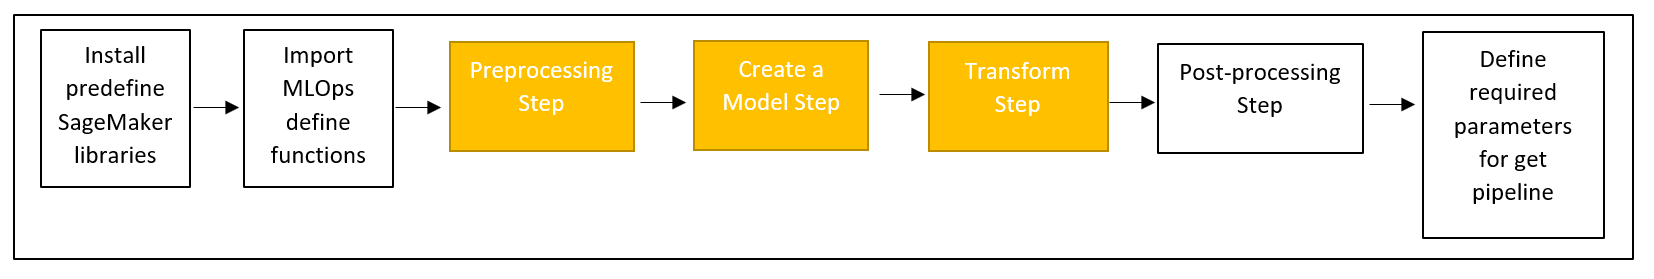 Install
predefine
SageMaker
libraries
Import
MLOps
define
functions
Preprocessing
Step
Create a
Model Step
Transform
Step
Post-processing
Step
Define
required
parameters
for get
pipeline